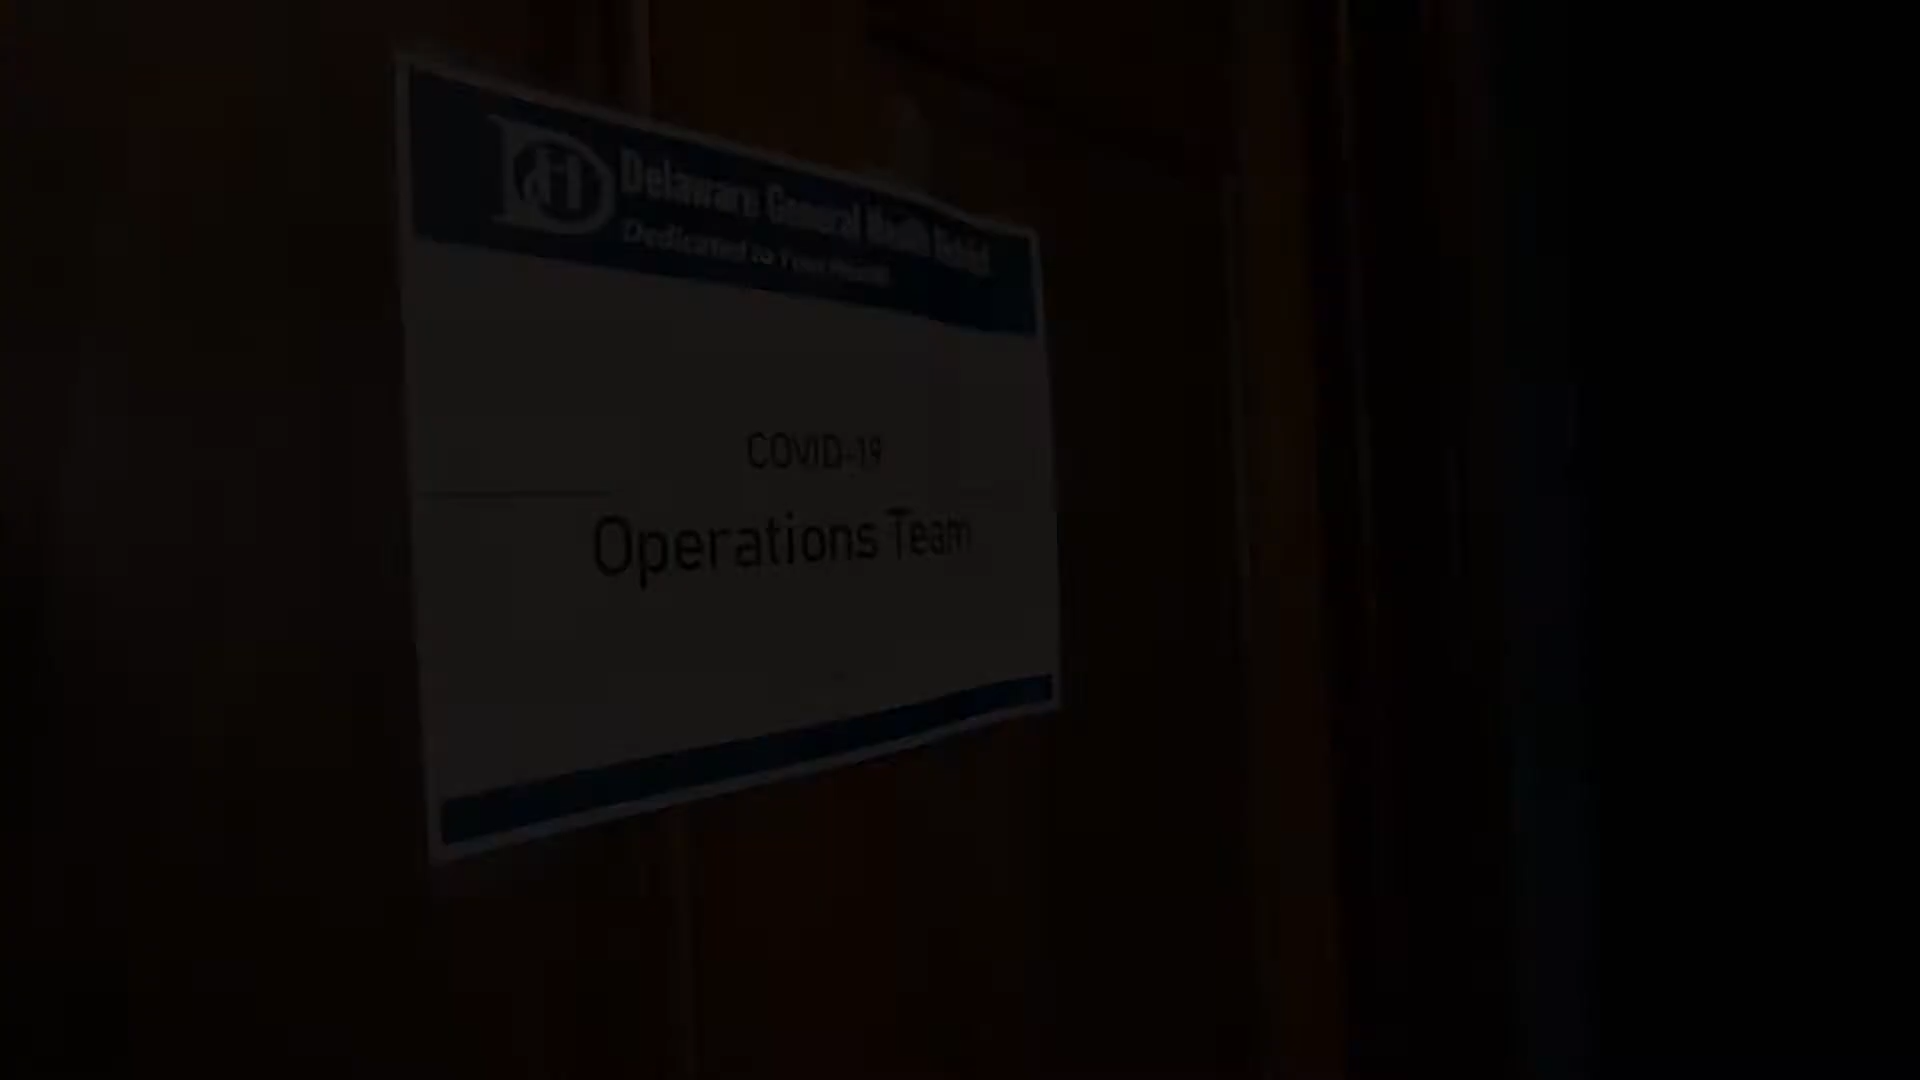 Delaware General Health District
Dedicated to Your Health
COVID-19
Operations Team